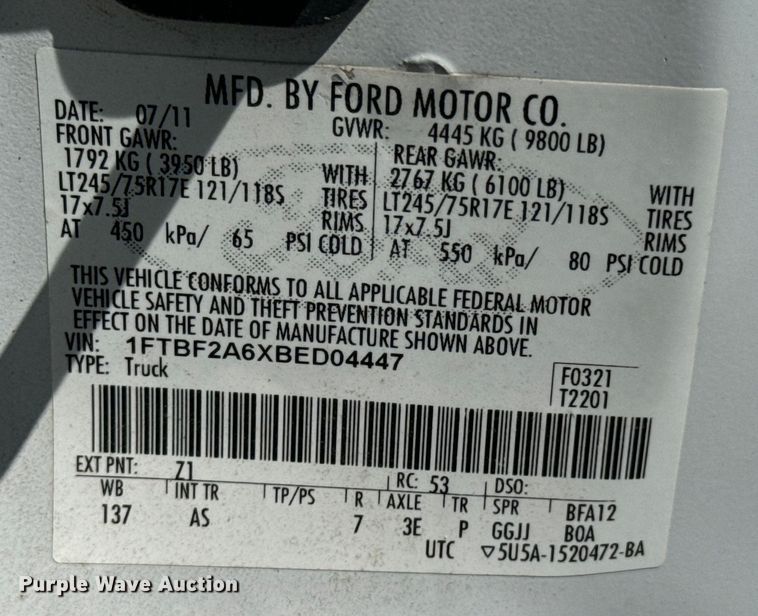 MFD. BY FORD MOTOR CO.
DATE: 07/11 GVWR: 4445 KG ( 9800 LB)
FRONT GAWR: REAR GAWR:
1792 KG ( 3950 LB) WITH 2767 KG ( 6100 LB) WITH
LT245/75R17E 121/118S TIRES LT245/75R17E 121/118S TIRES
17x7.5J RIMS 17x7.5J RIMS
AT 450 kPa/ 65 PSI COLD AT 550 kPa/ 80 PSI COLD
THIS VEHICLE CONFORMS TO ALL APPLICABLE FEDERAL MOTOR
VEHICLE SAFETY AND THEFT PREVENTION STANDARDS IN
EFFECT ON THE DATE OF MANUFACTURE SHOWN ABOVE.
VIN: 1FTBF2A6XBED04447
TYPE: Truck
F0321
T2201
EXT PNT: Z1 RC: 53 DSO:
WB INT TR TP/PS R AXLE TR SPR BFA12
137 AS 7 3E P GGJJ BOA
UTC ▽5U5A-1520472-BA
Purple Wave Auction